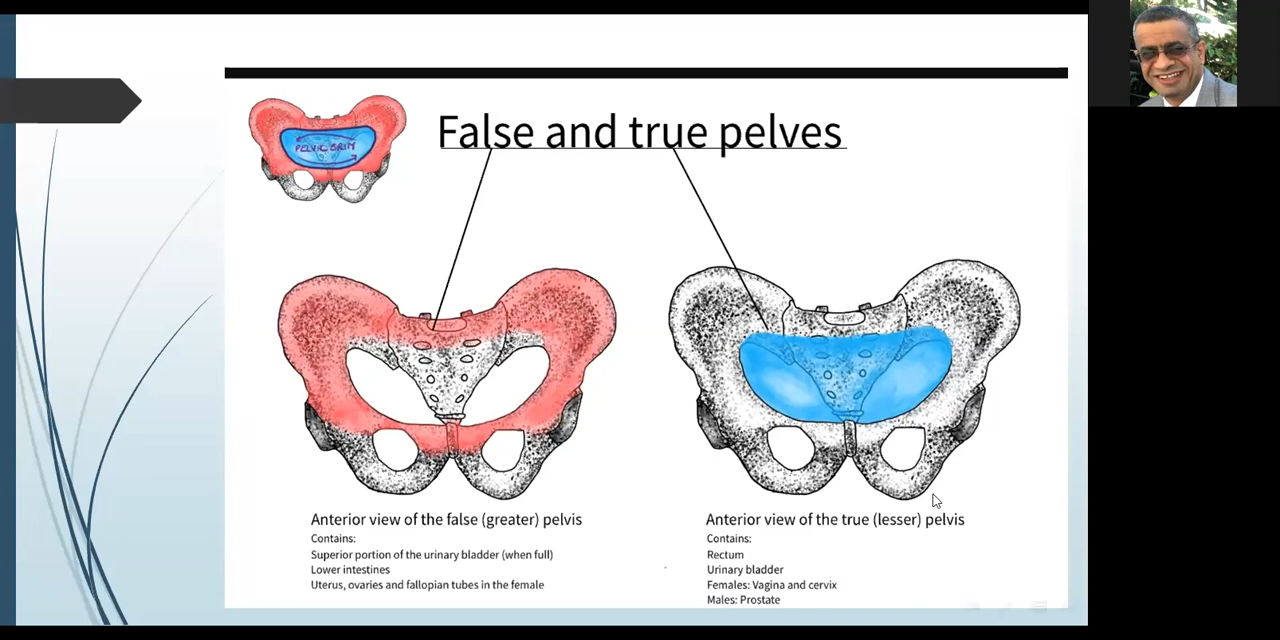 PELVIC BRIM
False and true pelves
Anterior view of the false (greater) pelvis
Contains:
Superior portion of the urinary bladder (when full)
Lower intestines
Uterus, ovaries and fallopian tubes in the female
Anterior view of the true (lesser) pelvis
Contains:
Rectum
Urinary bladder
Females: Vagina and cervix
Males: Prostate